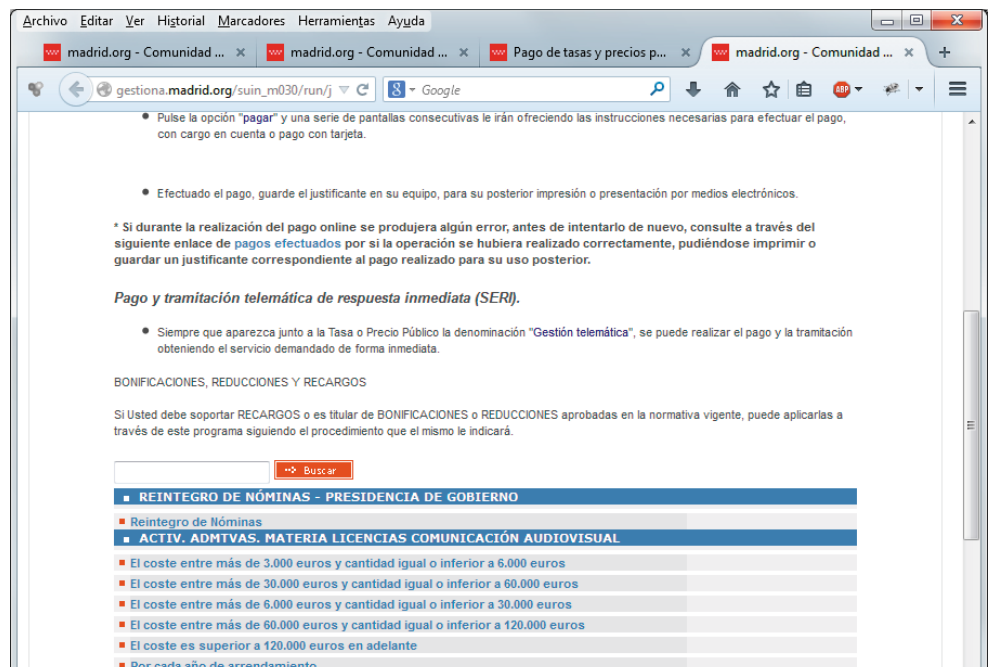 Archivo Editar Ver Historial Marcadores Herramientas Ayuda
madrid.org - Comunidad ...
madrid.org - Comunidad ...
Pago de tasas y precios p...
madrid.org - Comunidad ...
gestiona.madrid.org/suin_m030/run/j
Google
Pulse la opción "pagar" y una serie de pantallas consecutivas le irán ofreciendo las instrucciones necesarias para efectuar el pago,
con cargo en cuenta o pago con tarjeta.
Efectuado el pago, guarde el justificante en su equipo, para su posterior impresión o presentación por medios electrónicos.
* Si durante la realización del pago online se produjera algún error, antes de intentarlo de nuevo, consulte a través del
siguiente enlace de pagos efectuados por si la operación se hubiera realizado correctamente, pudiéndose imprimir o
guardar un justificante correspondiente al pago realizado para su uso posterior.
Pago y tramitación telemática de respuesta inmediata (SERI).
Siempre que aparezca junto a la Tasa o Precio Público la denominación "Gestión telemática", se puede realizar el pago y la tramitación
obteniendo el servicio demandado de forma inmediata.
BONIFICACIONES, REDUCCIONES Y RECARGOS
Si Usted debe soportar RECARGOS o es titular de BONIFICACIONES o REDUCCIONES aprobadas en la normativa vigente, puede aplicarlas a
través de este programa siguiendo el procedimiento que el mismo le indicará.
Buscar
REINTEGRO DE NÓMINAS - PRESIDENCIA DE GOBIERNO
Reintegro de Nóminas
ACTIV. ADMTVAS. MATERIA LICENCIAS COMUNICACIÓN AUDIOVISUAL
El coste entre más de 3.000 euros y cantidad igual o inferior a 6.000 euros
El coste entre más de 30.000 euros y cantidad igual o inferior a 60.000 euros
El coste entre más de 6.000 euros y cantidad igual o inferior a 30.000 euros
El coste entre más de 60.000 euros y cantidad igual o inferior a 120.000 euros
El coste es superior a 120.000 euros en adelante
Por cada año de arrendamiento